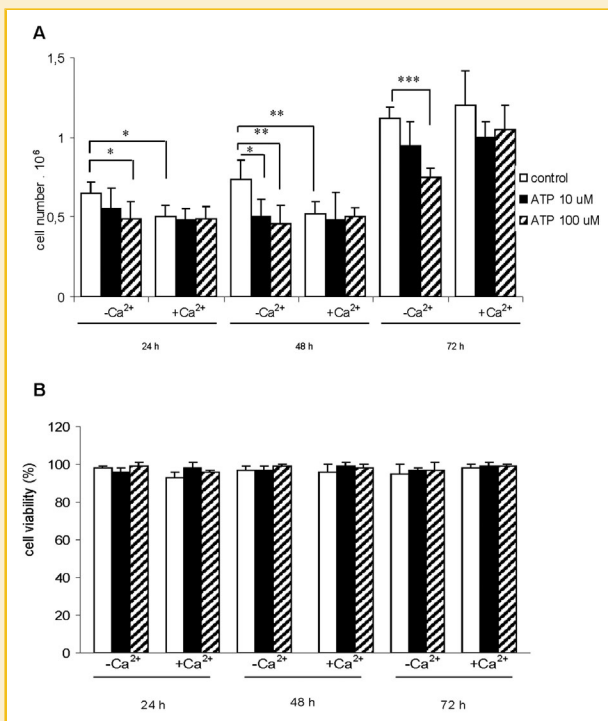 A
1,5
1
0,5
0
cell number . 10⁶
* * ** ** * ***
control
ATP 10 uM
ATP 100 uM
-Ca²⁺ +Ca²⁺ -Ca²⁺ +Ca²⁺ -Ca²⁺ +Ca²⁺
24 h 48 h 72 h
B
120
100
80
60
40
20
0
cell viability (%)
-Ca²⁺ +Ca²⁺ -Ca²⁺ +Ca²⁺ -Ca²⁺ +Ca²⁺
24 h 48 h 72 h